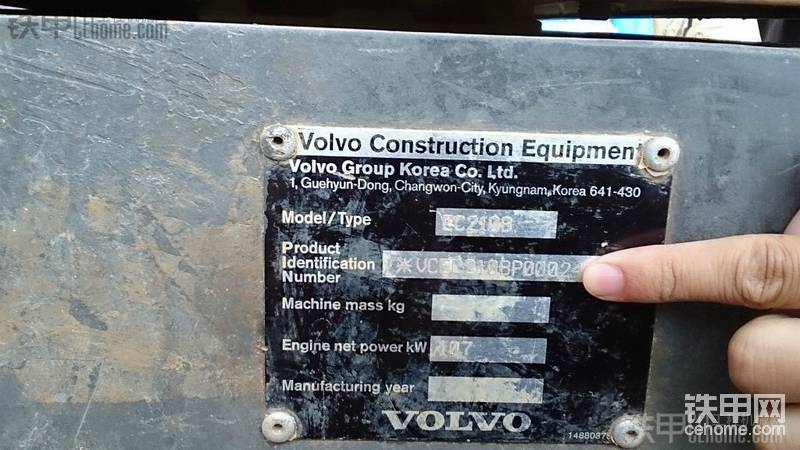 铁甲 cehome.com
Volvo Construction Equipment
Volvo Group Korea Co. Ltd.
1, Guehyun-Dong, Changwon-City, Kyungnam, Korea 641-430
Model/Type EC210B
Product
Identification
Number
Machine mass kg
Engine net power kW 107
Manufacturing year
VOLVO
铁甲网
cehome.com